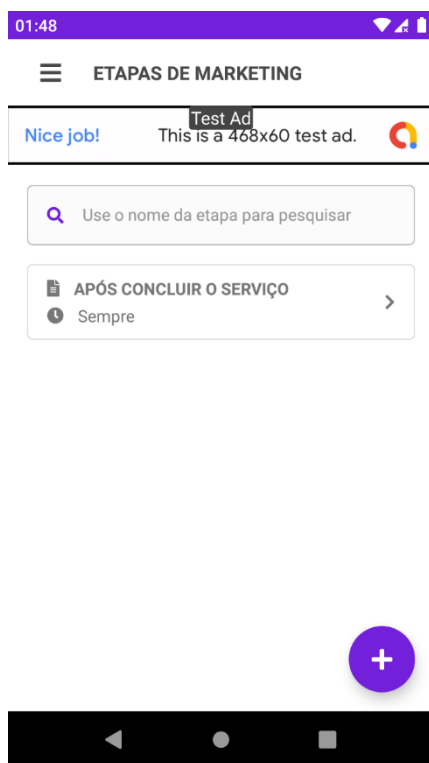 01:48
ETAPAS DE MARKETING
Test Ad
Nice job! This is a 468x60 test ad.
Use o nome da etapa para pesquisar
APÓS CONCLUIR O SERVIÇO
Sempre